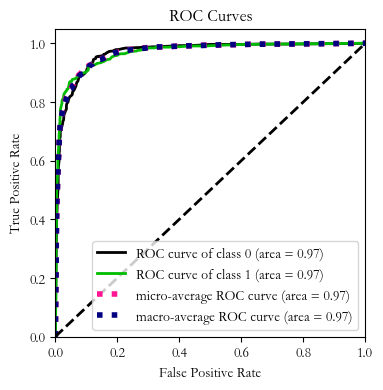 ROC Curves
True Positive Rate
1.0
0.8
0.6
0.4
0.2
0.0
ROC curve of class 0 (area = 0.97)
ROC curve of class 1 (area = 0.97)
micro-average ROC curve (area = 0.97)
macro-average ROC curve (area = 0.97)
0.0 0.2 0.4 0.6 0.8 1.0
False Positive Rate